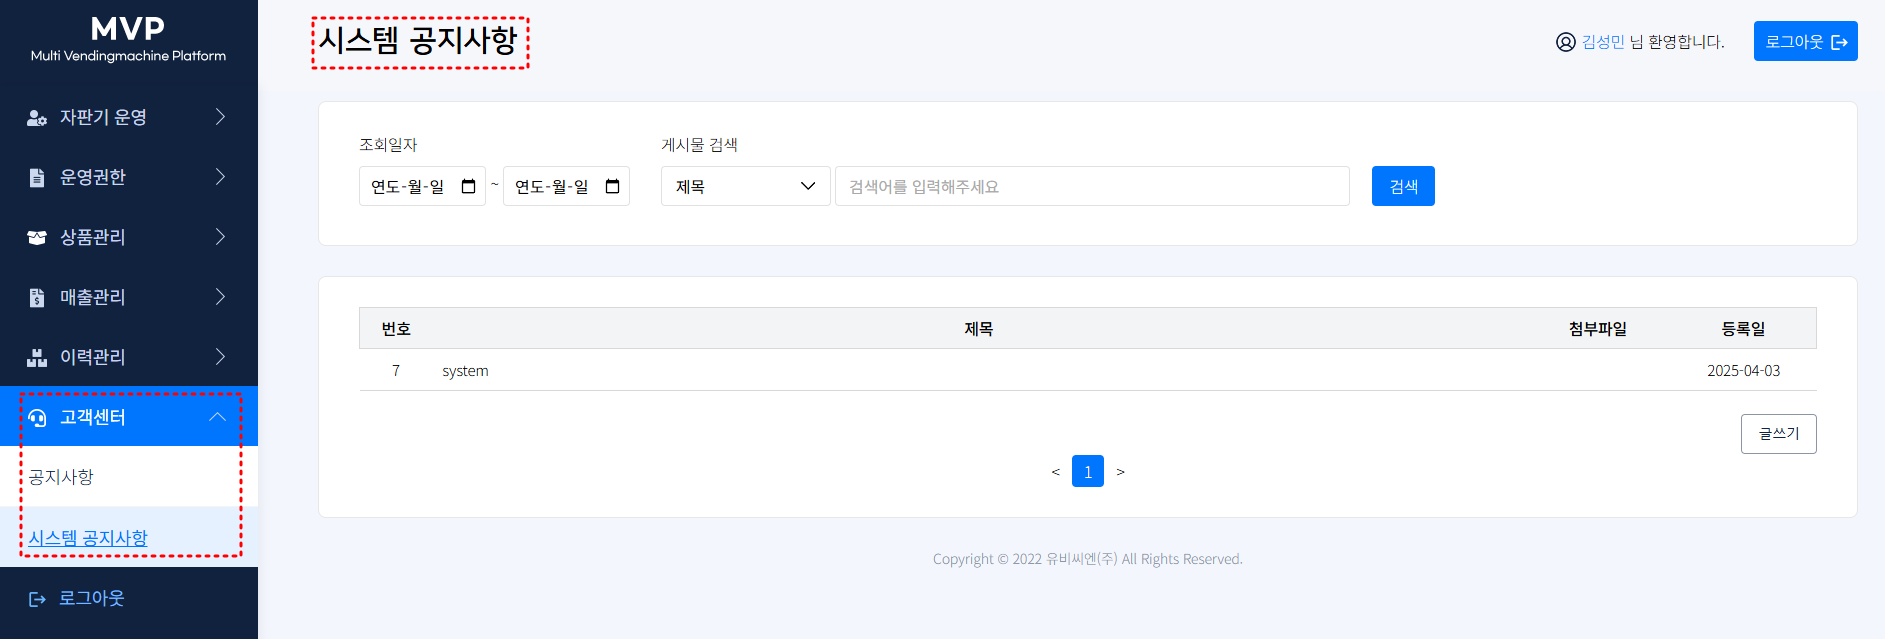 MVP
Multi Vendingmachine Platform
자판기 운영
운영권한
상품관리
매출관리
이력관리
고객센터
공지사항
시스템 공지사항
로그아웃
시스템 공지사항
김성민 님 환영합니다.
로그아웃
조회일자
게시물 검색
연도-월-일 ~ 연도-월-일
제목
검색어를 입력해주세요
검색
번호 제목 첨부파일 등록일
7 system 2025-04-03
글쓰기
< 1 >
Copyright © 2022 유비씨엔(주) All Rights Reserved.